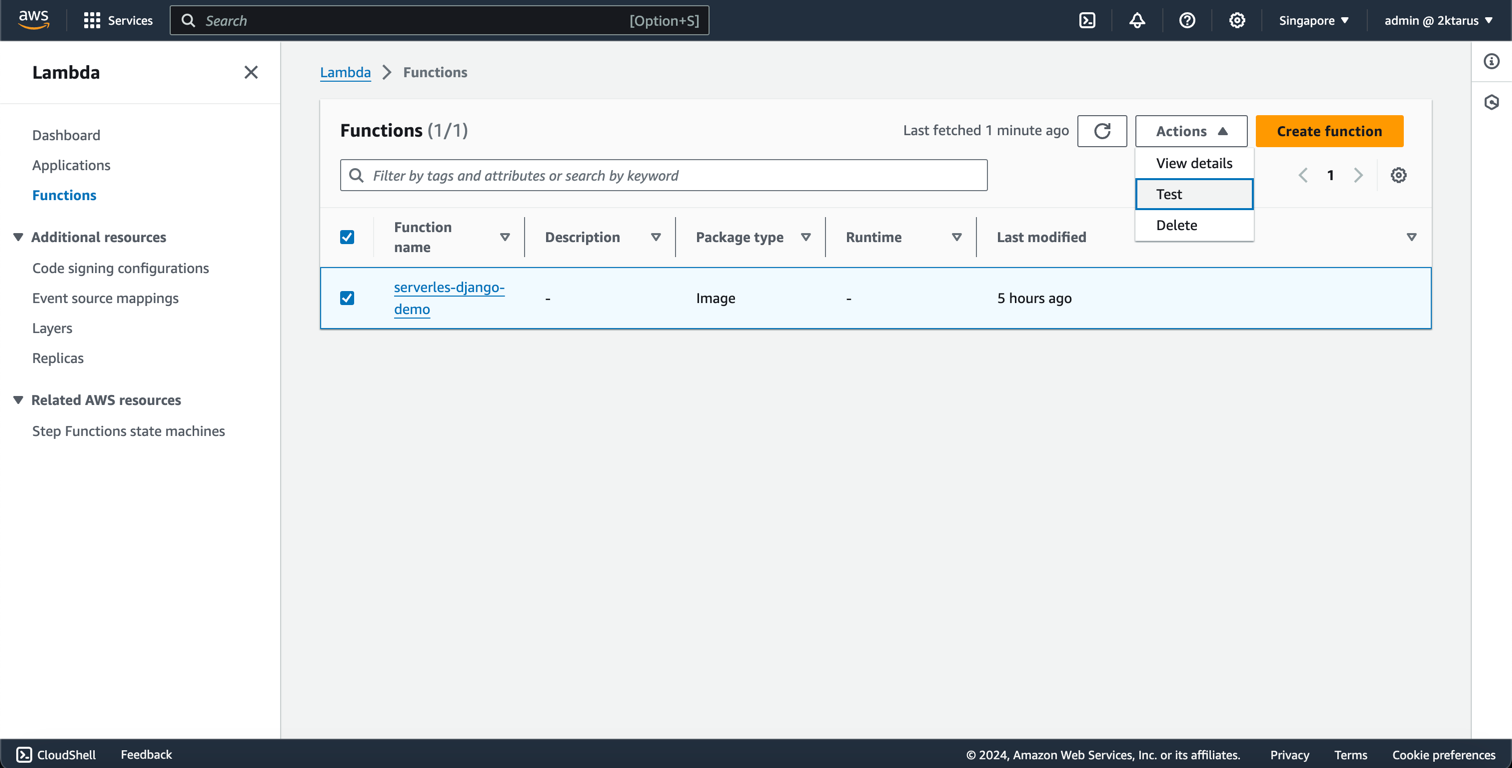 aws
Services
Search
[Option+S]
Singapore
admin @ 2ktarus
Lambda
Dashboard
Applications
Functions
Additional resources
Code signing configurations
Event source mappings
Layers
Replicas
Related AWS resources
Step Functions state machines
Lambda
Functions
Functions (1/1)
Last fetched 1 minute ago
Actions
Create function
View details
Test
Delete
Filter by tags and attributes or search by keyword
1
Function
name
Description
Package type
Runtime
Last modified
serverles-django-
demo
-
Image
-
5 hours ago
CloudShell
Feedback
© 2024, Amazon Web Services, Inc. or its affiliates.
Privacy
Terms
Cookie preferences